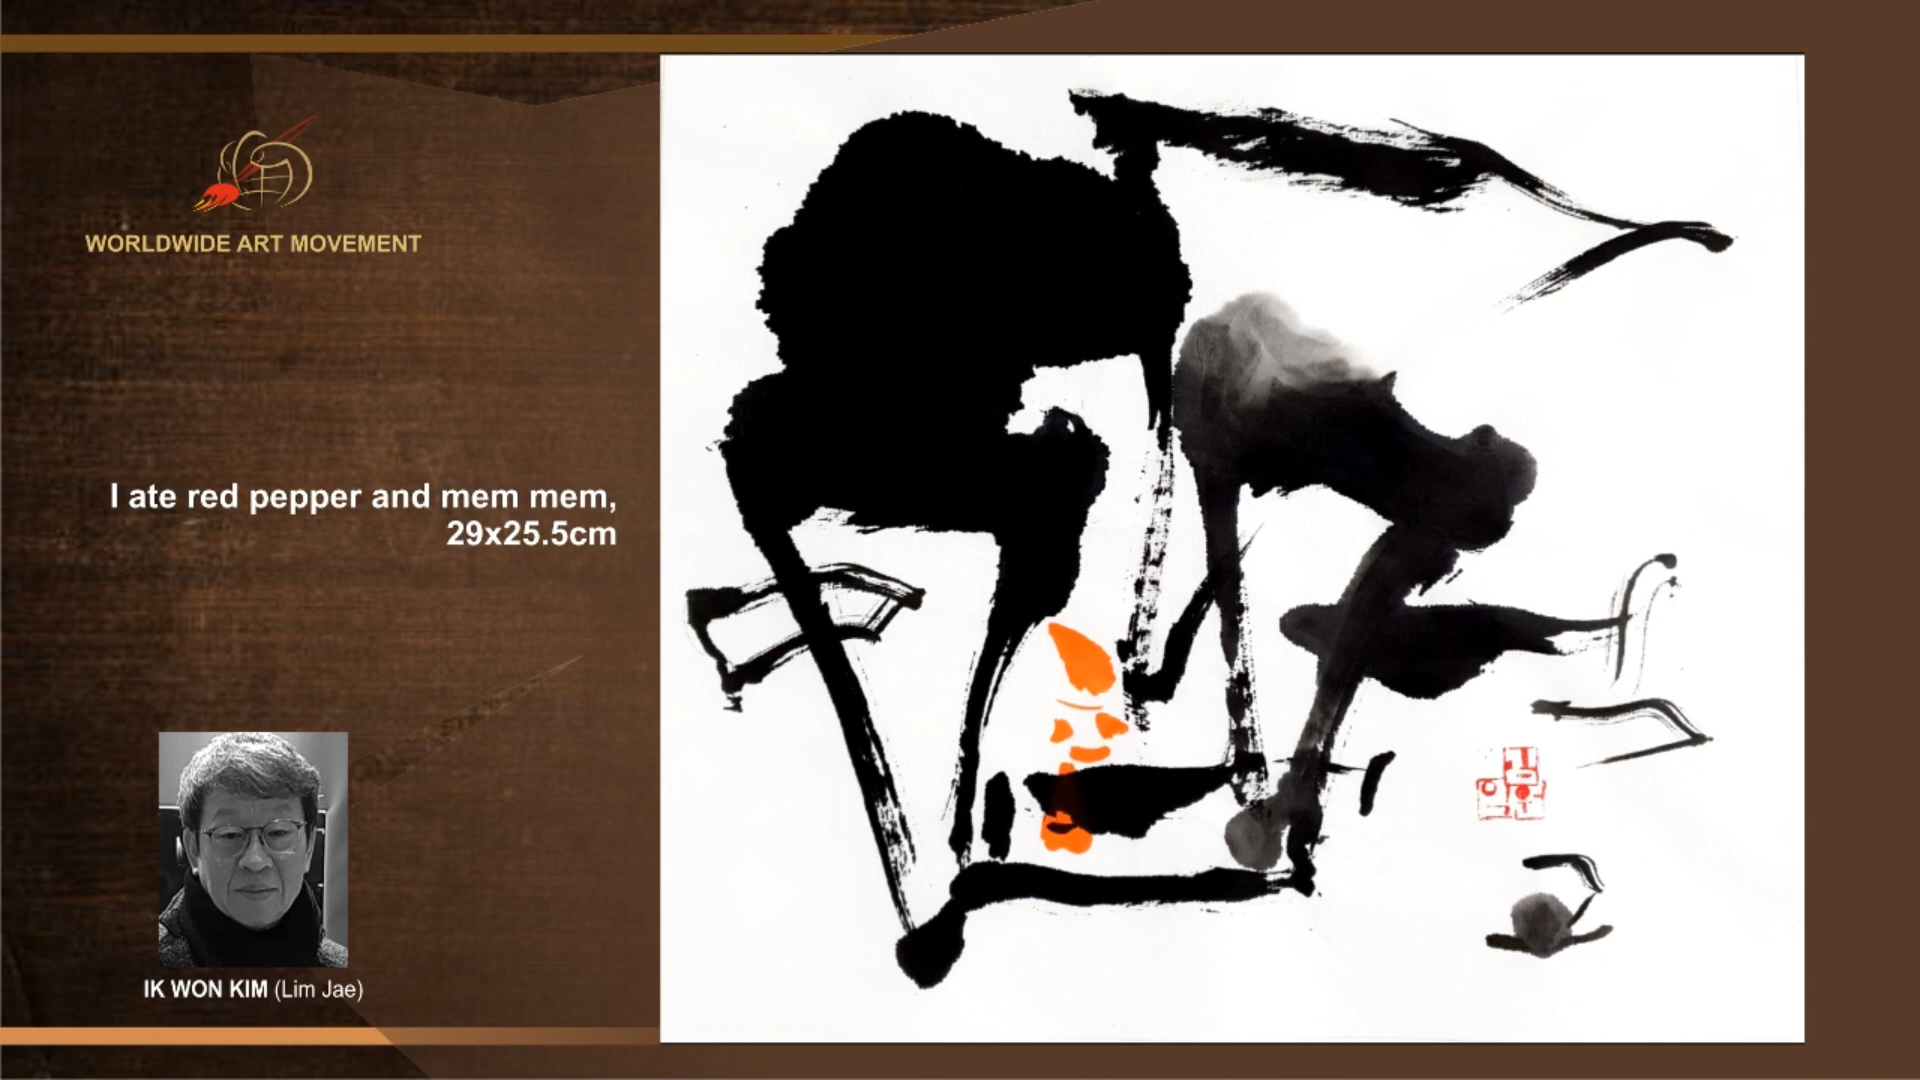 WORLDWIDE ART MOVEMENT
I ate red pepper and mem mem,
29x25.5cm
IK WON KIM (Lim Jae)